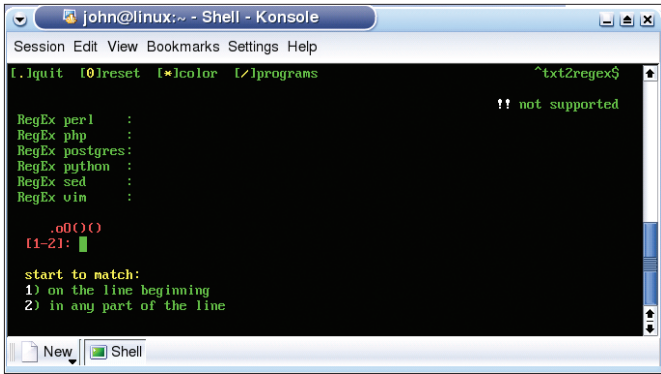 john@linux:~ - Shell - Konsole
Session Edit View Bookmarks Settings Help
[.]quit [0]reset [*]color [/]programs ^txt2regex$
!! not supported
RegEx perl :
RegEx php :
RegEx postgres:
RegEx python :
RegEx sed :
RegEx vim :
.o0()()
[1-2]:
start to match:
1) on the line beginning
2) in any part of the line
New Shell